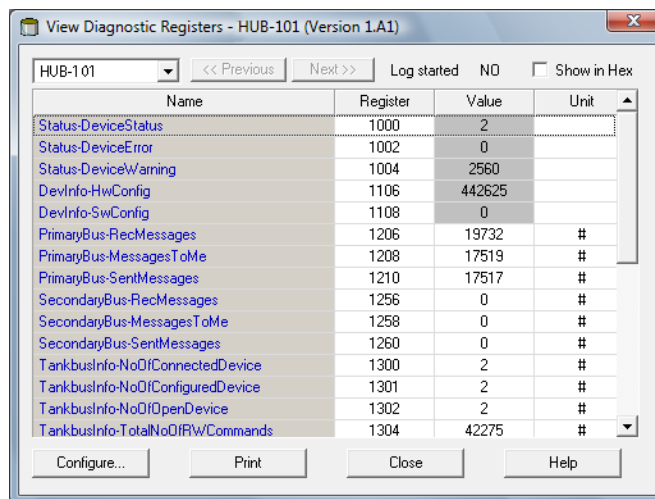 View Diagnostic Registers - HUB-101 (Version 1.A1)
HUB-101 << Previous Next >> Log started NO Show in Hex
Name Register Value Unit
Status-DeviceStatus 1000 2
Status-DeviceError 1002 0
Status-DeviceWarning 1004 2560
DevInfo-HwConfig 1106 442625
DevInfo-SwConfig 1108 0
PrimaryBus-RecMessages 1206 19732 #
PrimaryBus-MessagesToMe 1208 17519 #
PrimaryBus-SentMessages 1210 17517 #
SecondaryBus-RecMessages 1256 0 #
SecondaryBus-MessagesToMe 1258 0 #
SecondaryBus-SentMessages 1260 0 #
TankbusInfo-NoOfConnectedDevice 1300 2 #
TankbusInfo-NoOfConfiguredDevice 1301 2 #
TankbusInfo-NoOfOpenDevice 1302 2 #
TankbusInfo-TotalNoOfRWCommands 1304 42275 #
Configure... Print Close Help